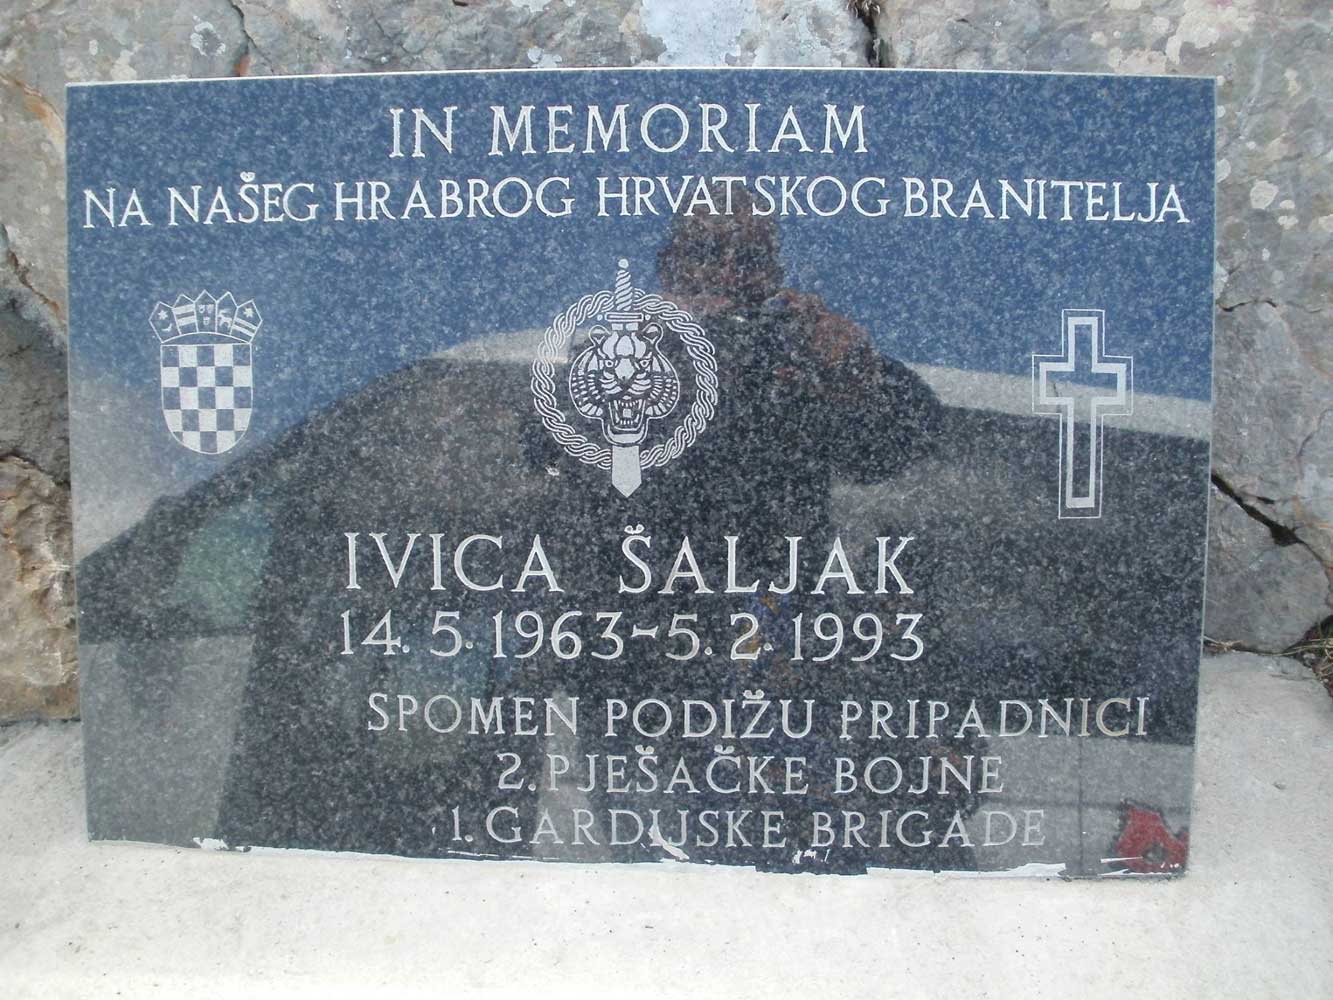 IN MEMORIAM
NA NAŠEG HRABROG HRVATSKOG BRANITELJA
IVICA ŠALJAK
14.5.1963-5.2.1993
SPOMEN PODIŽU PRIPADNICI
2. PJEŠAČKE BOJNE
1. GARDIJSKE BRIGADE